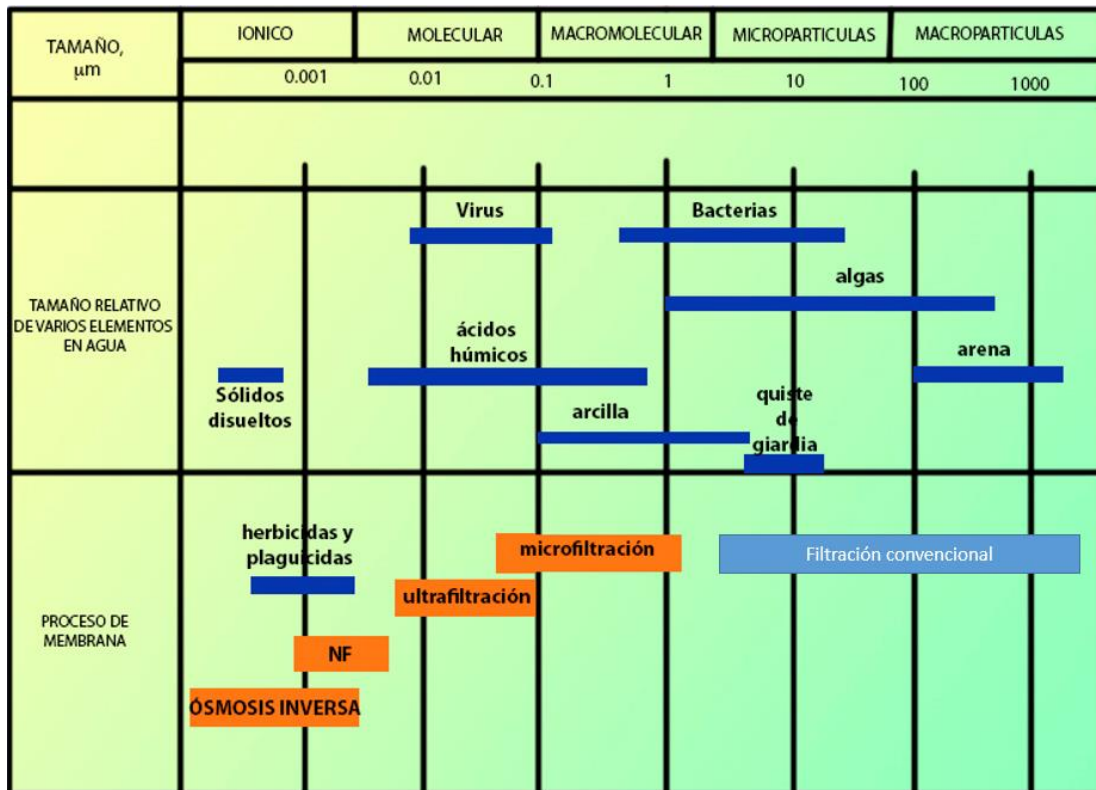 TAMAÑO,
μm
IONICO
MOLECULAR
MACROMOLECULAR
MICROPARTICULAS
MACROPARTICULAS
0.001
0.01
0.1
1
10
100
1000
TAMAÑO RELATIVO
DE VARIOS ELEMENTOS
EN AGUA
Virus
Bacterias
algas
ácidos
húmicos
arena
Sólidos
disueltos
arcilla
quiste
de
giardia
PROCESO DE
MEMBRANA
herbicidas y
plaguicidas
microfiltración
Filtración convencional
ultrafiltración
NF
ÓSMOSIS INVERSA